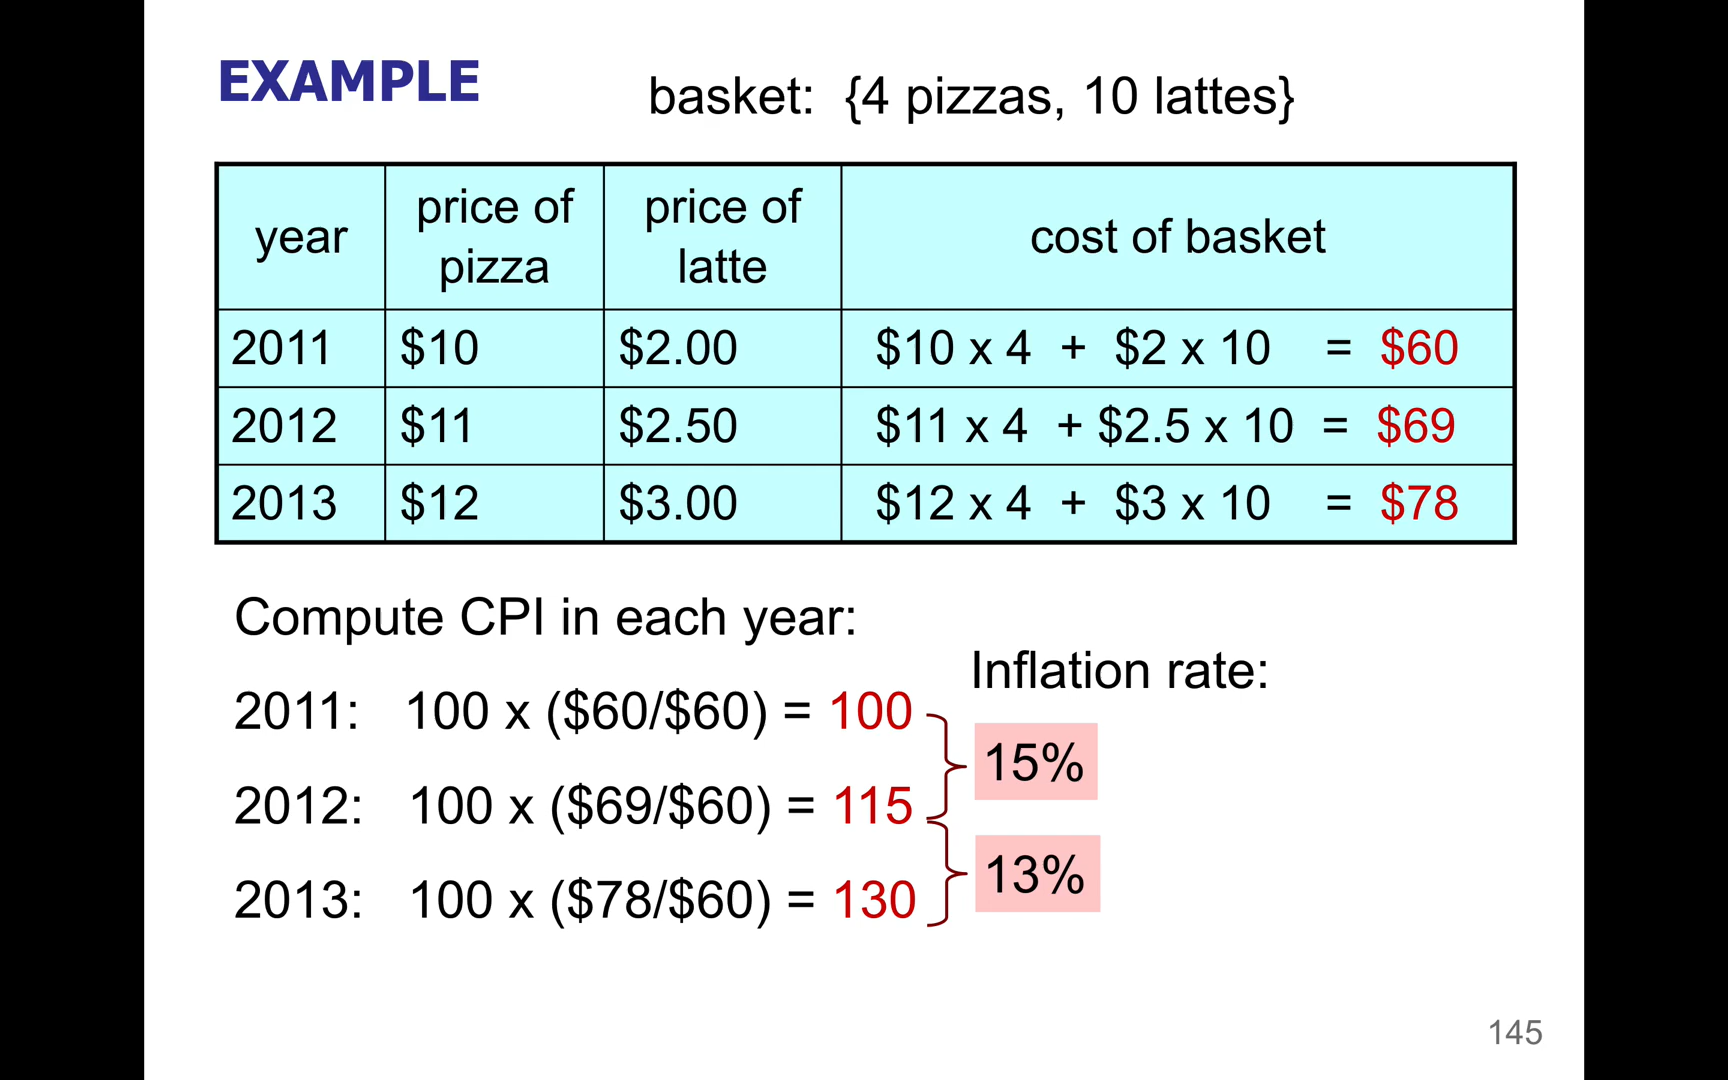 EXAMPLE
basket: {4 pizzas, 10 lattes}
year
price of pizza
price of latte
cost of basket
2011 $10 $2.00 $10 x 4 + $2 x 10 = $60
2012 $11 $2.50 $11 x 4 + $2.5 x 10 = $69
2013 $12 $3.00 $12 x 4 + $3 x 10 = $78
Compute CPI in each year:
Inflation rate:
2011: 100 x ($60/$60) = 100
15%
2012: 100 x ($69/$60) = 115
13%
2013: 100 x ($78/$60) = 130
145